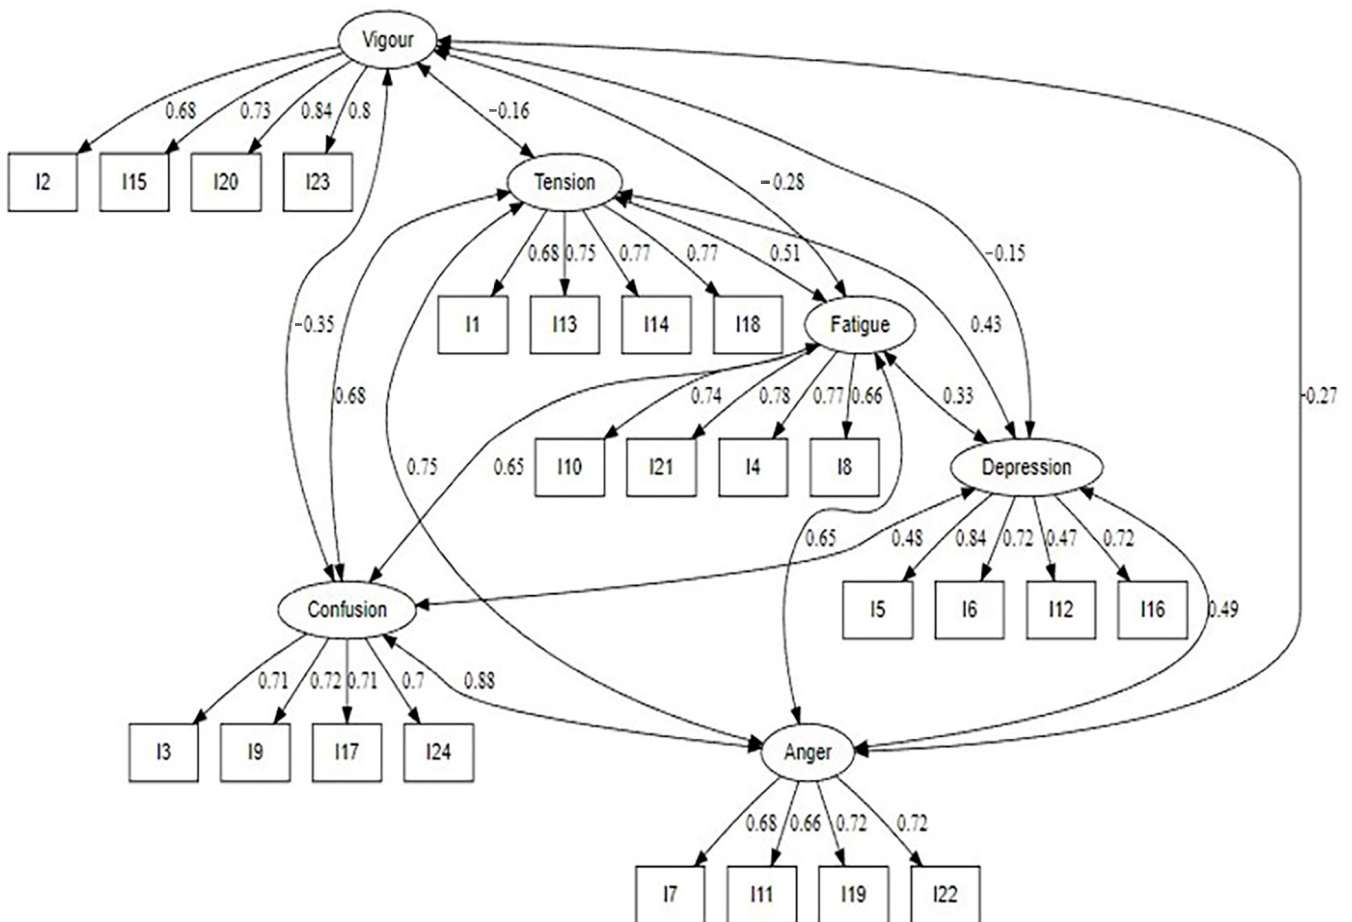 Vigour
0.68 0.73 0.84 0.8 −0.16
I2 I15 I20 I23 Tension −0.28
0.68 0.75 0.77 0.77 0.51 −0.15
−0.35 I1 I13 I14 I18 Fatigue 0.43
0.68 0.74 0.78 0.77 0.66 0.33 −0.27
0.75 0.65 I10 I21 I4 I8 Depression
0.65 0.48 0.84 0.72 0.47 0.72
Confusion I5 I6 I12 I16 0.49
0.71 0.72 0.71 0.7 0.88
I3 I9 I17 I24 Anger
0.68 0.66 0.72 0.72
I7 I11 I19 I22